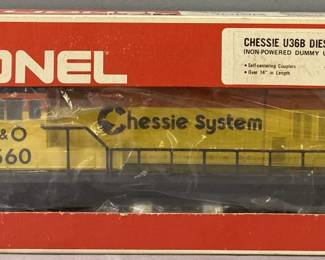 ONEL
CHESSIE U36B DIES
(NON-POWERED DUMMY U
• Self-centering Couplers
• Over 14" in Length
Chessie System
& O
560